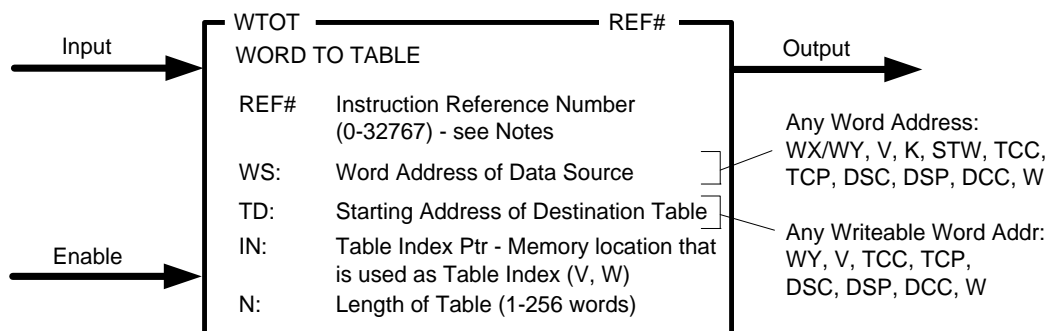 WTOT REF#
Input
Output
WORD TO TABLE
REF# Instruction Reference Number
(0-32767) - see Notes
Any Word Address:
WX/WY, V, K, STW, TCC,
TCP, DSC, DSP, DCC, W
WS: Word Address of Data Source
TD: Starting Address of Destination Table
Any Writeable Word Addr:
WY, V, TCC, TCP,
DSC, DSP, DCC, W
Enable
IN: Table Index Ptr - Memory location that
is used as Table Index (V, W)
N: Length of Table (1-256 words)